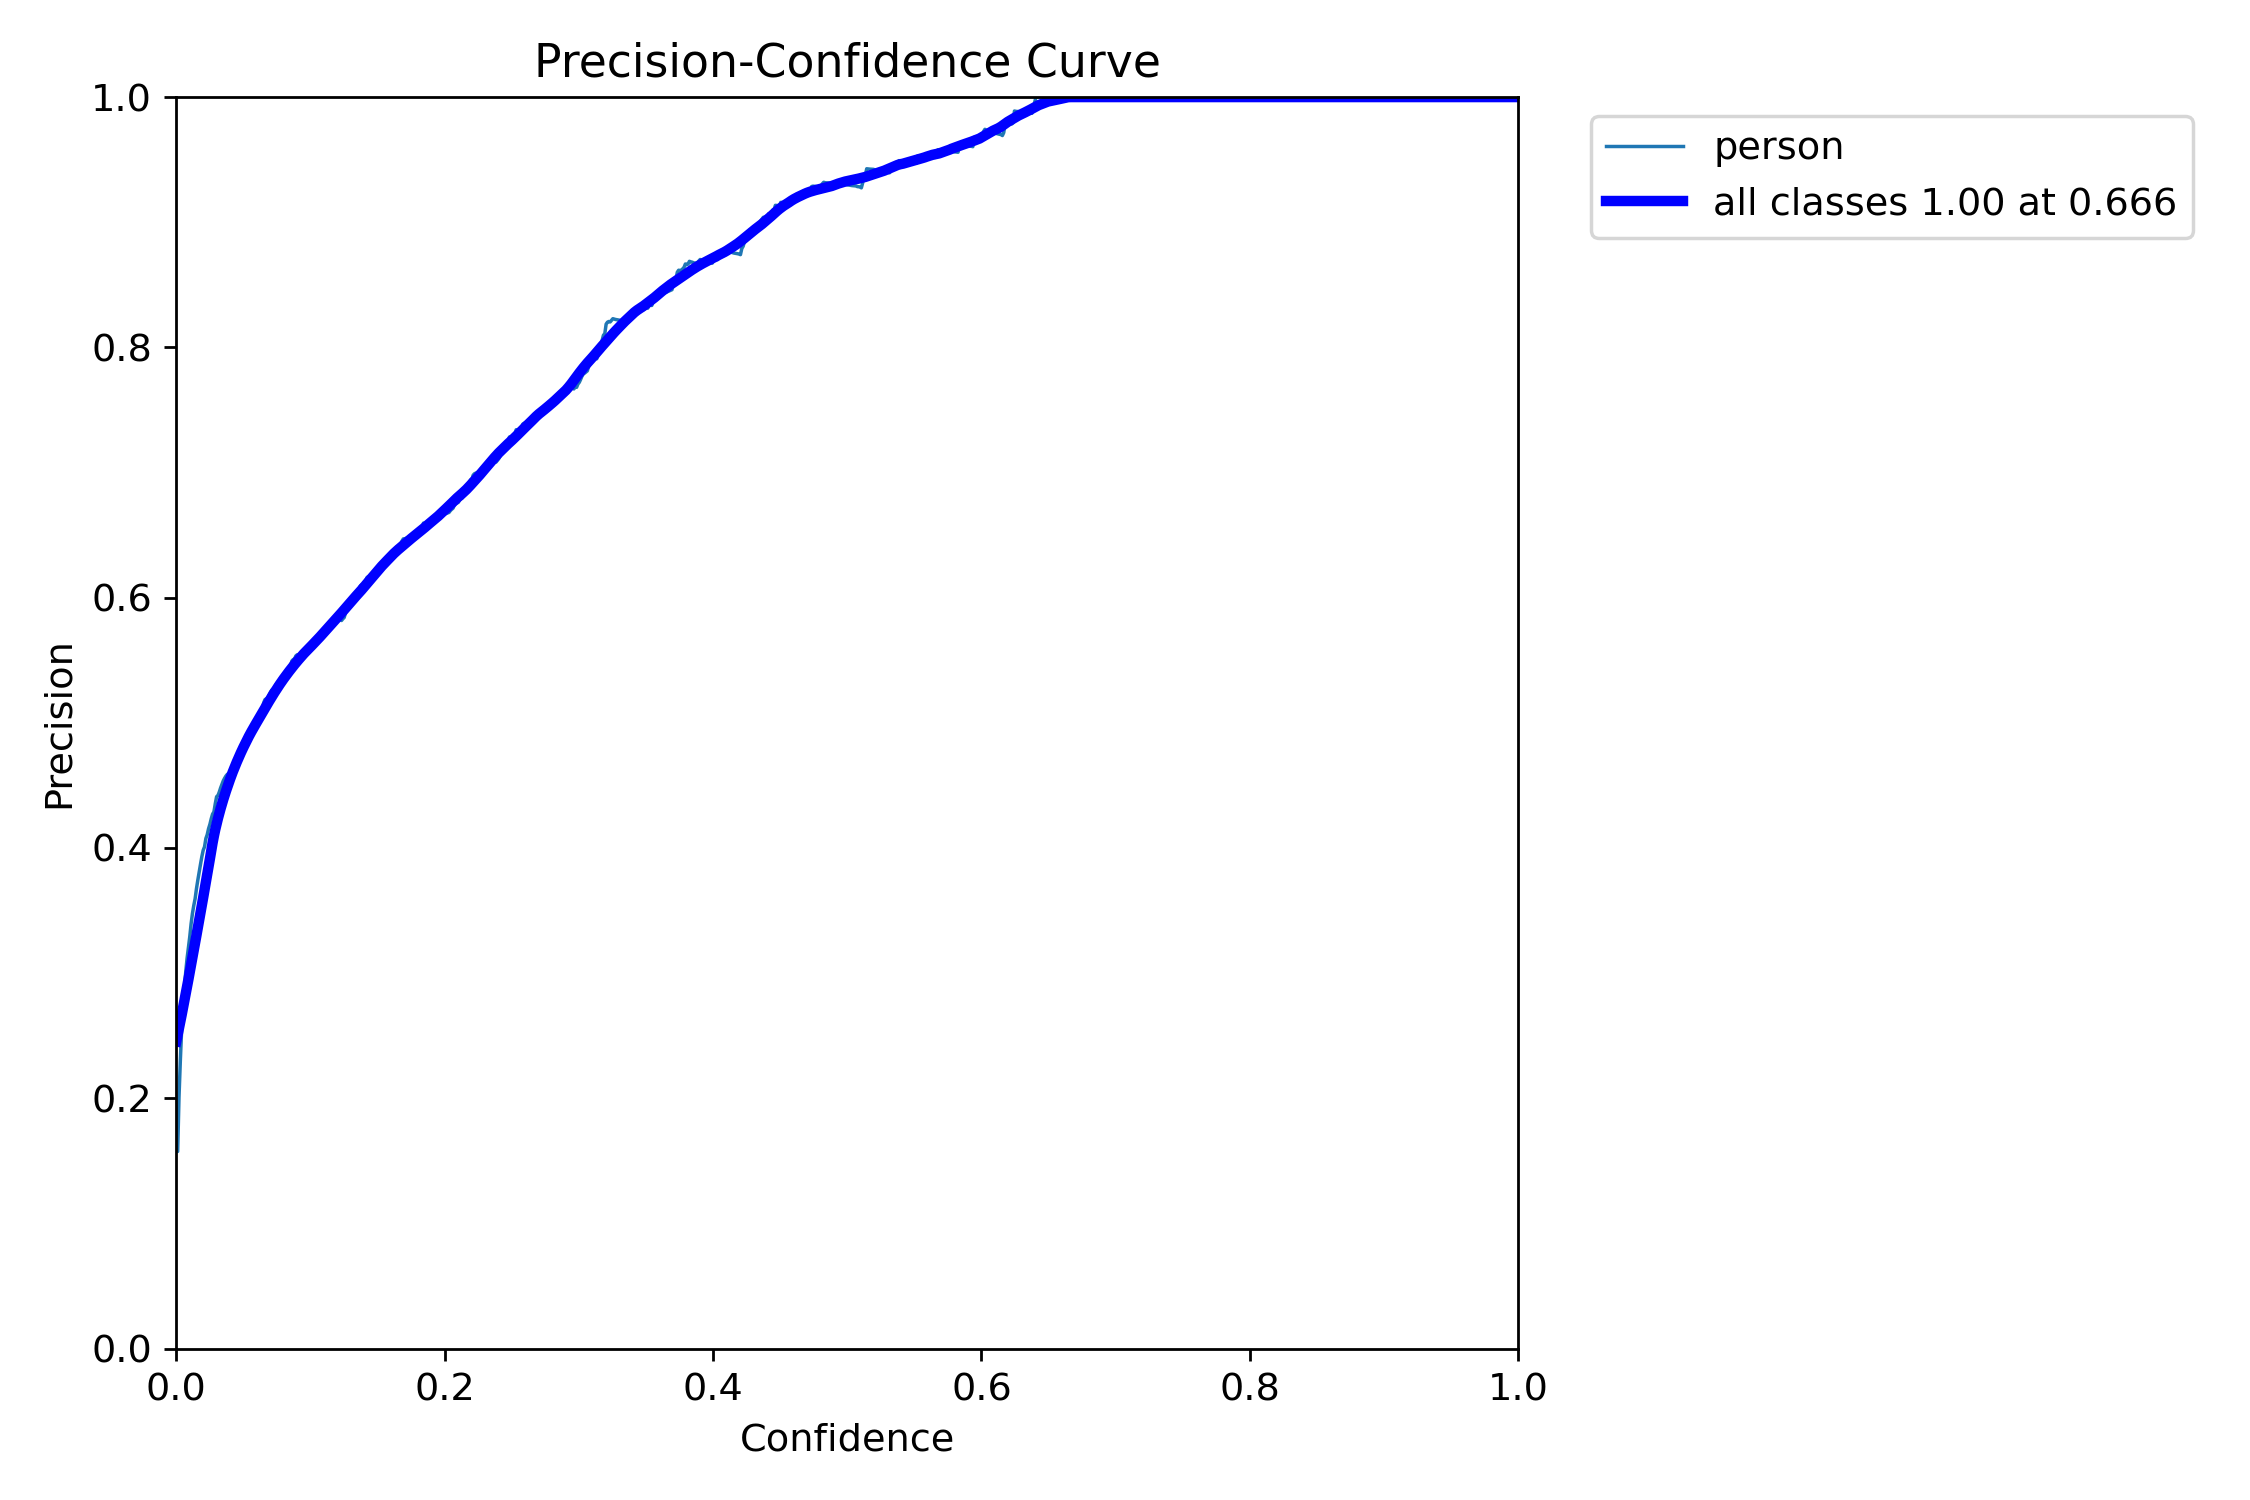 Precision-Confidence Curve
1.0
0.8
0.6
0.4
0.2
0.0
Precision
0.0 0.2 0.4 0.6 0.8 1.0
Confidence
person
all classes 1.00 at 0.666